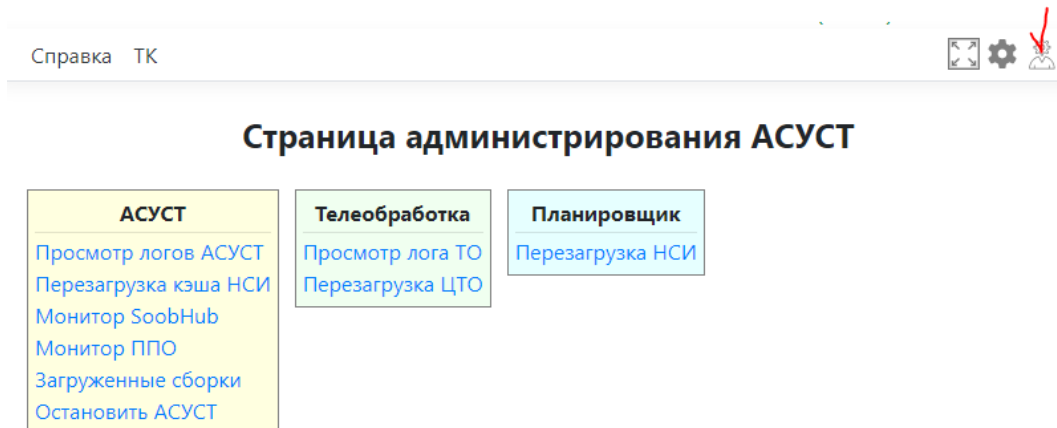 Справка ТК
Страница администрирования АСУСТ
АСУСТ
Просмотр логов АСУСТ
Перезагрузка кэша НСИ
Монитор SoobHub
Монитор ППО
Загруженные сборки
Остановить АСУСТ
Телеобработка
Просмотр лога ТО
Перезагрузка ЦТО
Планировщик
Перезагрузка НСИ